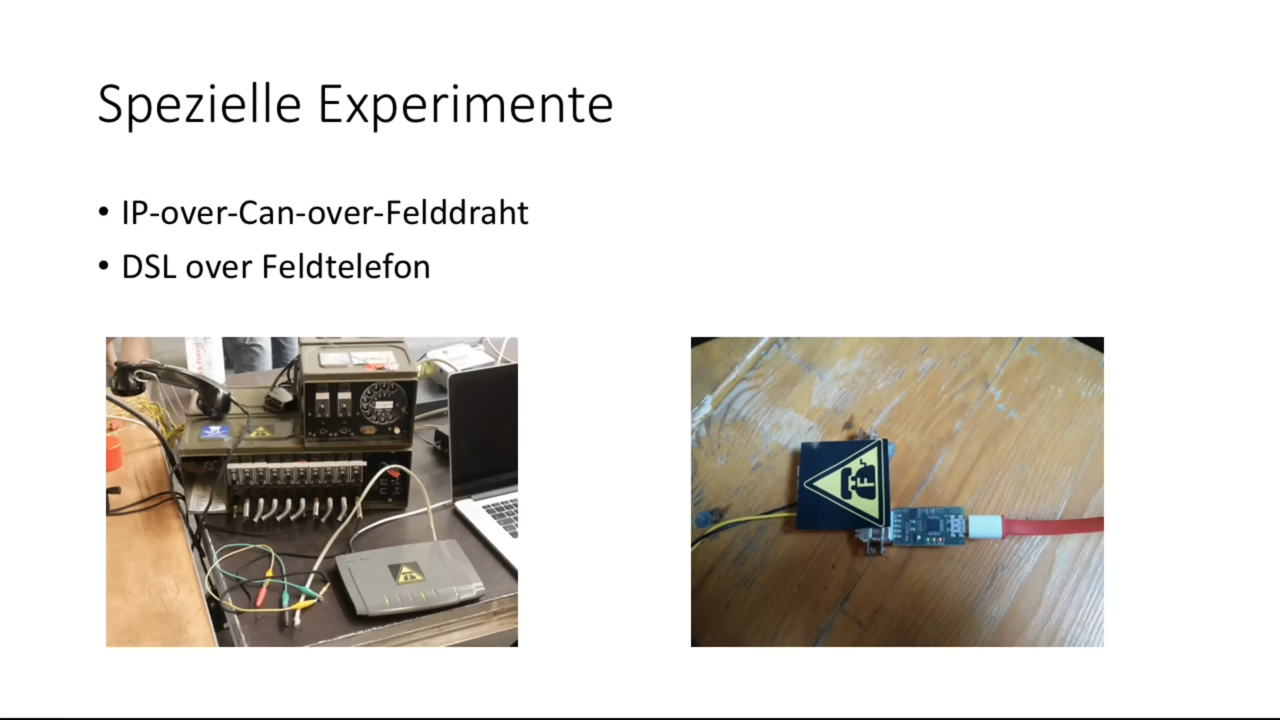 Spezielle Experimente
• IP-over-Can-over-Felddraht
• DSL over Feldtelefon